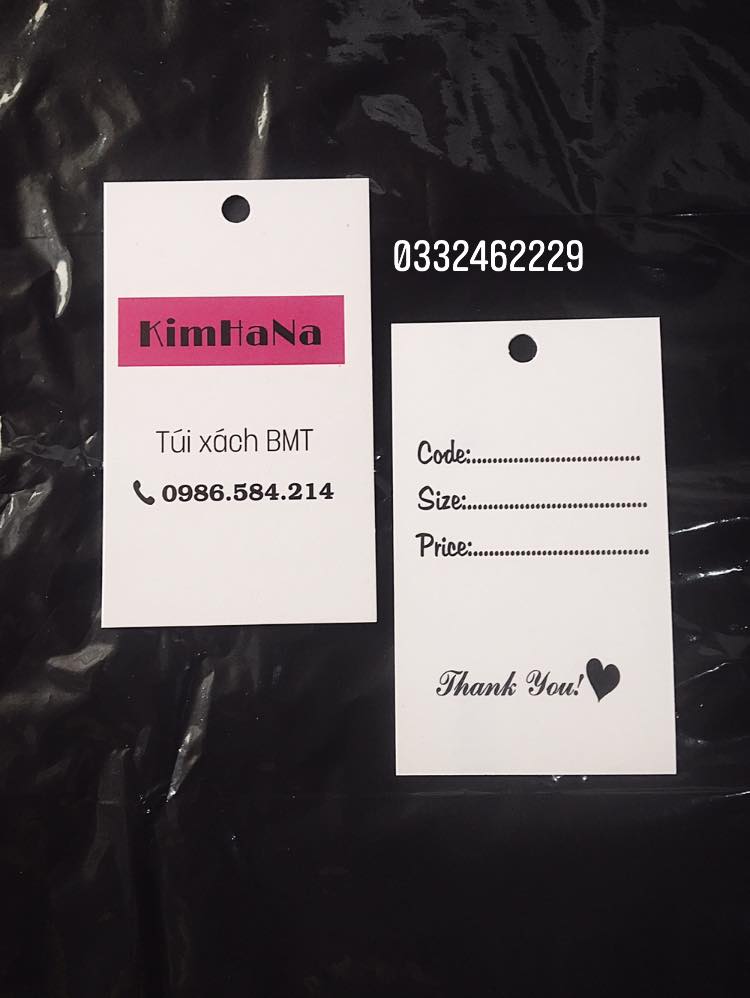 KimHaNa
Túi xách BMT
0986.584.214
0332462229
Code:....................................
Size:......................................
Price:.....................................
Thank You!